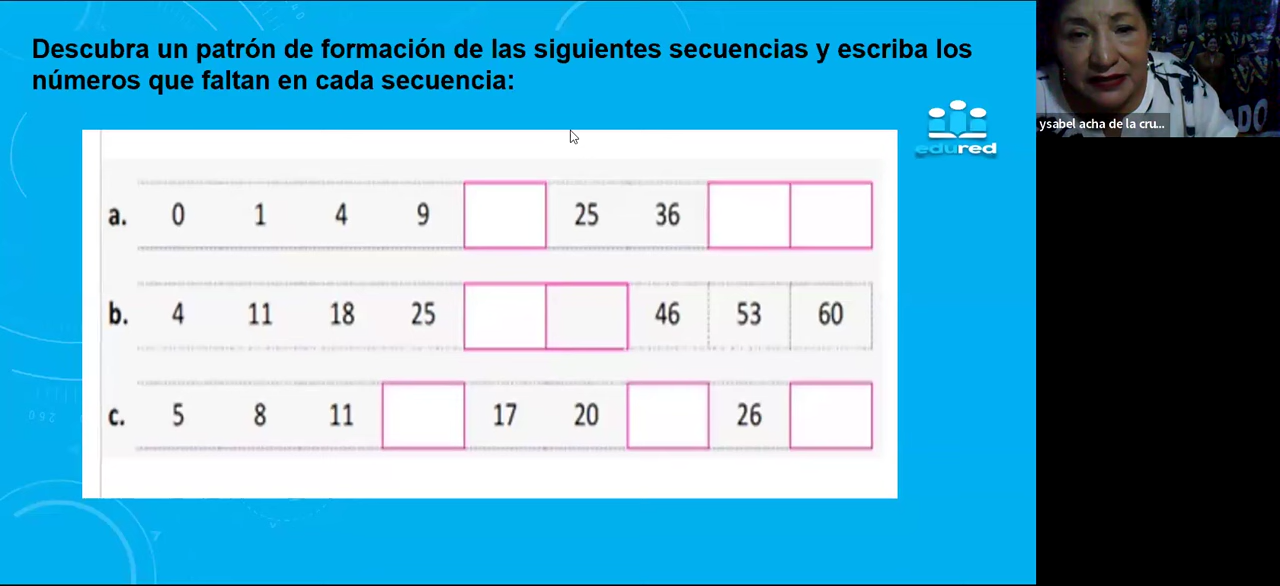 Descubra un patrón de formación de las siguientes secuencias y escriba los
números que faltan en cada secuencia:
edured
ysabel acha de la cru...
ADO
a. 0 1 4 9 25 36
b. 4 11 18 25 46 53 60
c. 5 8 11 17 20 26
260